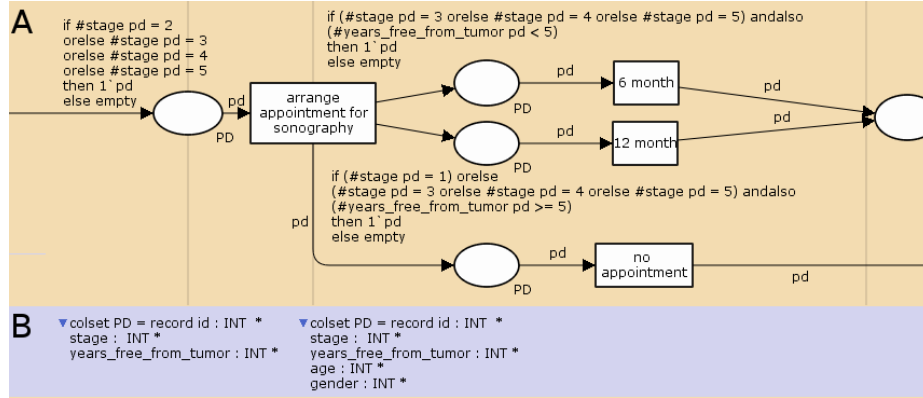 A
if #stage pd = 2
orelse #stage pd = 3
orelse #stage pd = 4
orelse #stage pd = 5
then 1`pd
else empty
pd
PD
arrange
appointment for
sonography
if (#stage pd = 3 orelse #stage pd = 4 orelse #stage pd = 5) andalso
(#years_free_from_tumor pd < 5)
then 1`pd
else empty
PD
pd
6 month
pd
PD
pd
12 month
pd
if (#stage pd = 1) orelse
(#stage pd = 3 orelse #stage pd = 4 orelse #stage pd = 5) andalso
(#years_free_from_tumor pd >= 5)
then 1`pd
else empty
pd
PD
pd
no
appointment
pd
B
colset PD = record id : INT *
stage : INT *
years_free_from_tumor : INT *
colset PD = record id : INT *
stage : INT *
years_free_from_tumor : INT *
age : INT *
gender : INT *